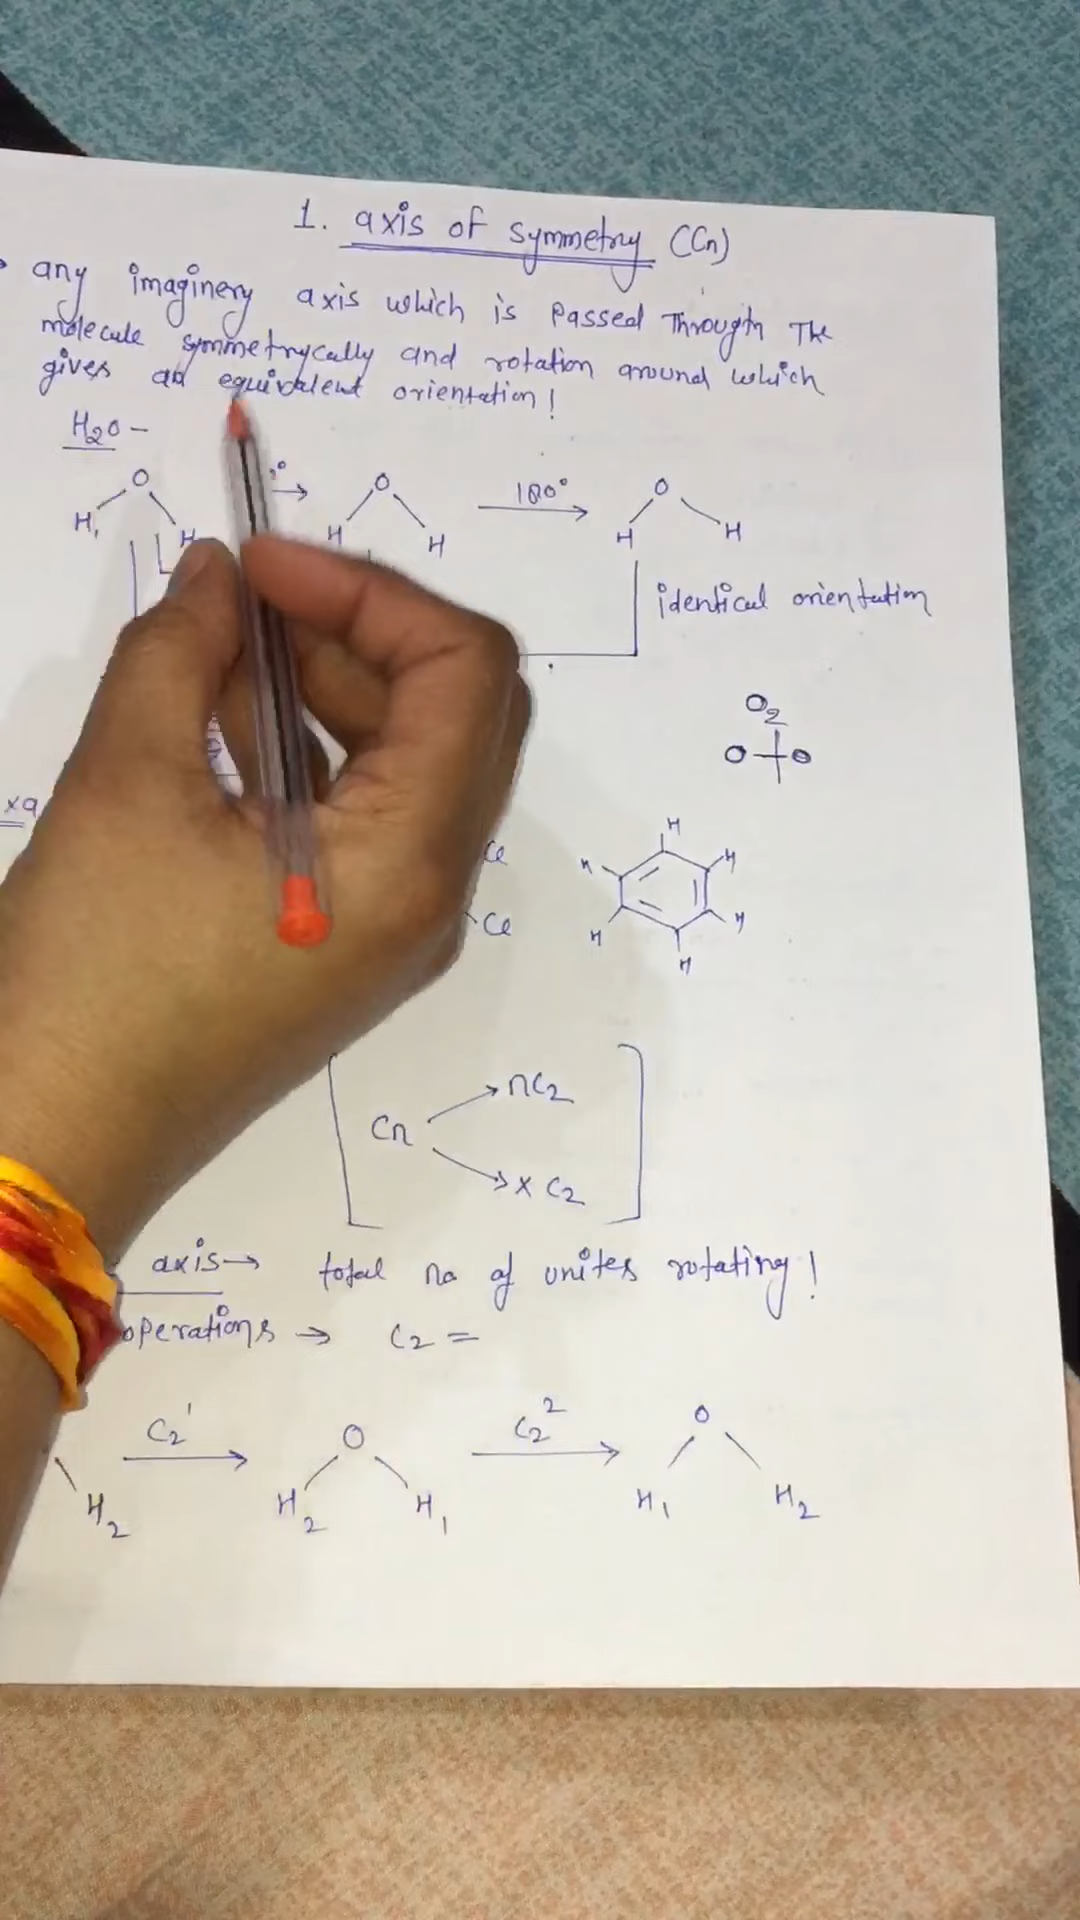 1. axis of symmetry (Cn)
any imaginery axis which is passed Through The
molecule symmetrycally and rotation around which
gives an equivalent orientation!
H2O -
O O 180° O
H1 H H H H
identical orientation
O2
O O
H
H H
Cl
H H
Cl
H
nC2
Cn
x C2
axis → total no of unites rotating!
operations → C2 =
C2^1 O C2^2 O
H2 H2 H1 H1 H2